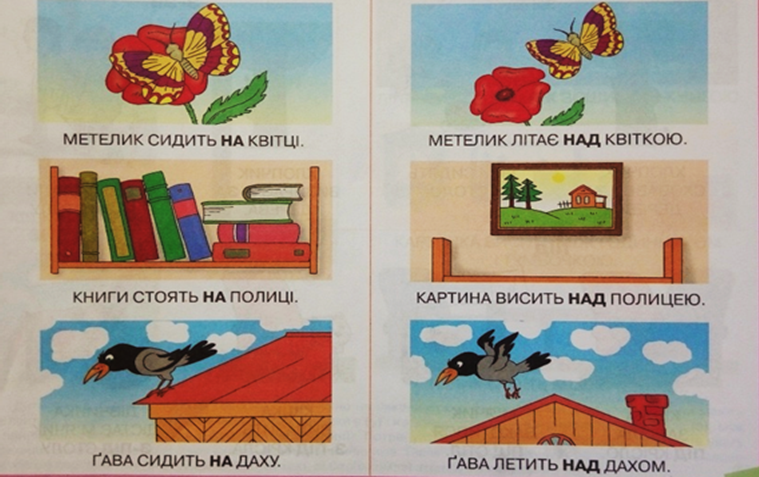 МЕТЕЛИК СИДИТЬ НА КВІТЦІ.
МЕТЕЛИК ЛІТАЄ НАД КВІТКОЮ.
КНИГИ СТОЯТЬ НА ПОЛИЦІ.
КАРТИНА ВИСИТЬ НАД ПОЛИЦЕЮ.
ҐАВА СИДИТЬ НА ДАХУ.
ҐАВА ЛЕТИТЬ НАД ДАХОМ.